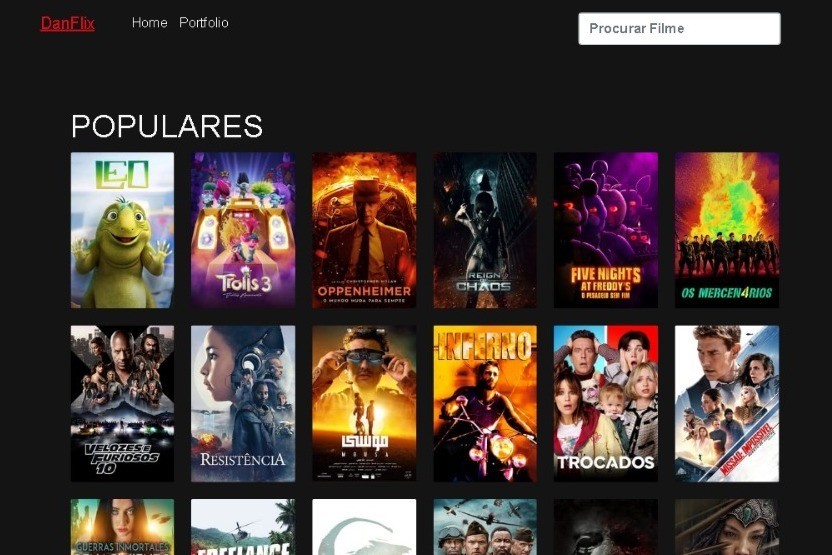 DanFlix
Home Portfolio
Procurar Filme
POPULARES
LEO
Trolls 3
OPPENHEIMER
O MUNDO MUDA PARA SEMPRE
REIGN
CHAOS
FIVE NIGHTS
AT FREDDY'S
O PESADELO SEM FIM
OS MERCEN4RIOS
VELOZES E
FURIOSOS
10
RESISTÊNCIA
موسى
MOUSA
INFERNO
TROCADOS
MISSÃO: IMPOSSÍVEL
GUERRAS INMORTALES
FREELANCE